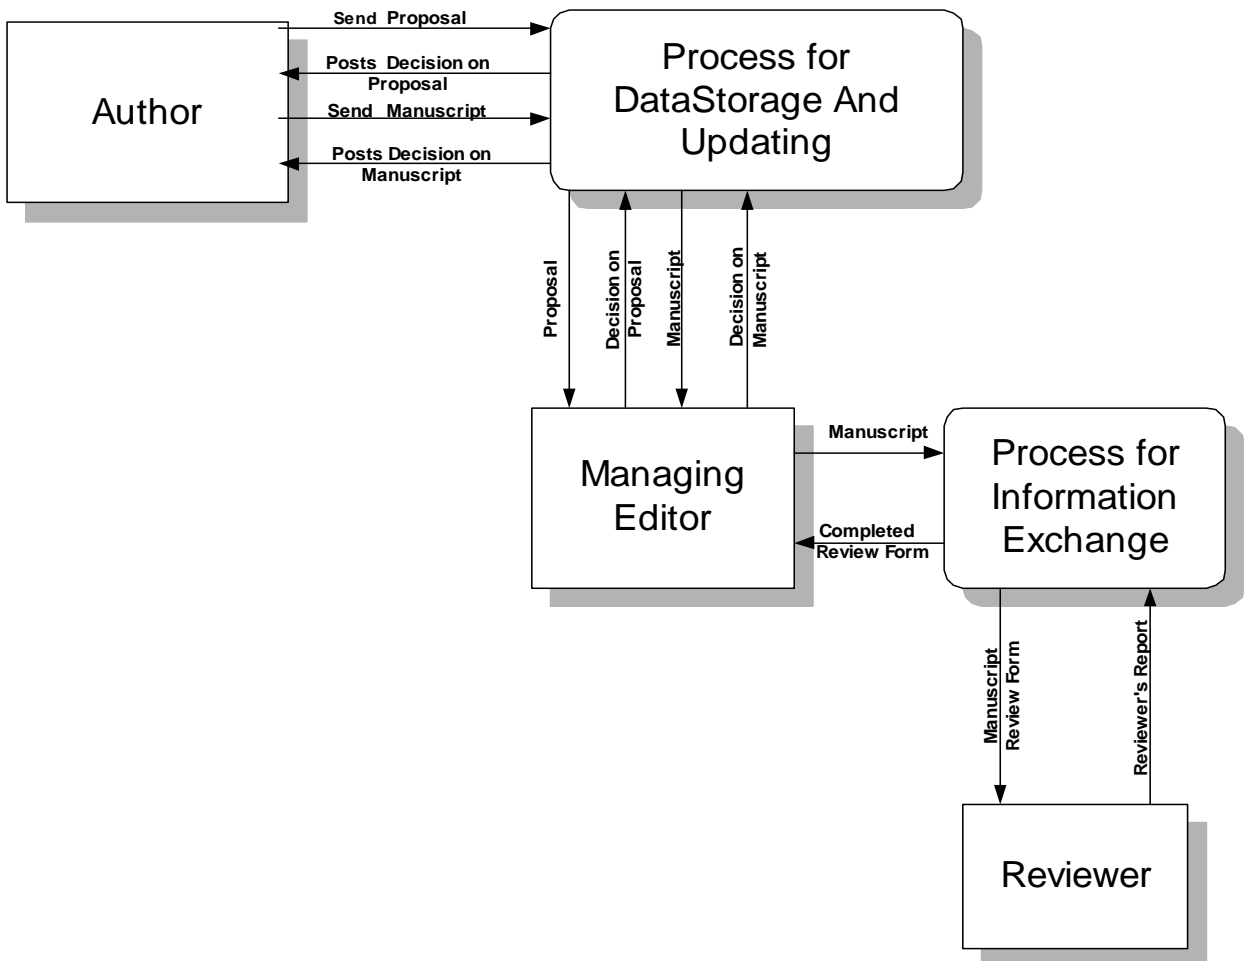 Send Proposal
Posts Decision on
Proposal
Send Manuscript
Posts Decision on
Manuscript
Author
Process for
DataStorage And
Updating
Proposal
Decision on
Proposal
Manuscript
Decision on
Manuscript
Managing
Editor
Manuscript
Completed
Review Form
Process for
Information
Exchange
Manuscript
Review Form
Reviewer's Report
Reviewer